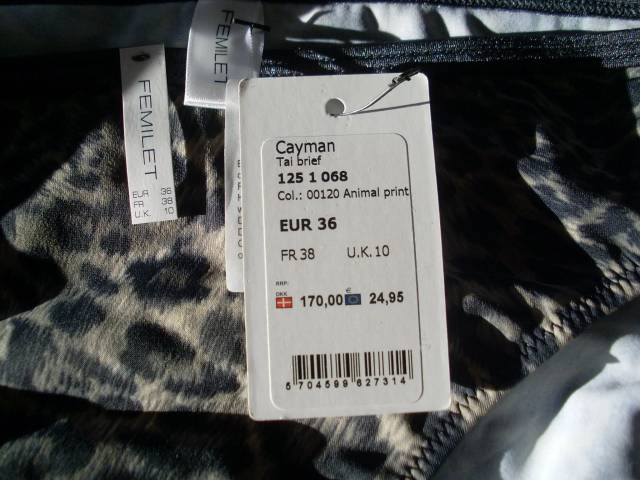 FEMILET
FEMILET
EUR 36
FR 38
U.K. 10
Cayman
Tai brief
125 1 068
Col.: 00120 Animal print
EUR 36
FR 38 U.K. 10
RRP:
DKK €
170,00 24,95
5 704599 627314